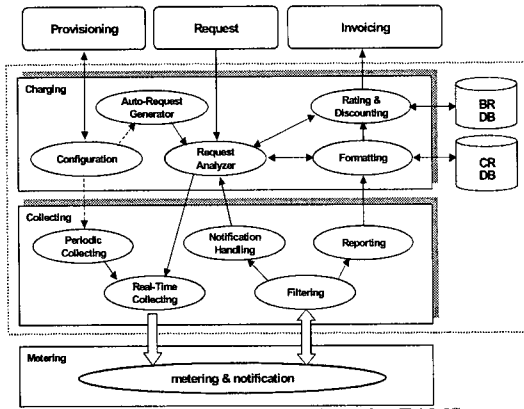 Provisioning
Request
Invoicing
Charging
Auto-Request
Generator
Rating &
Discounting
BR
DB
Configuration
Request
Analyzer
Formatting
CR
DB
Collecting
Periodic
Collecting
Notification
Handling
Reporting
Real-Time
Collecting
Filtering
Metering
metering & notification